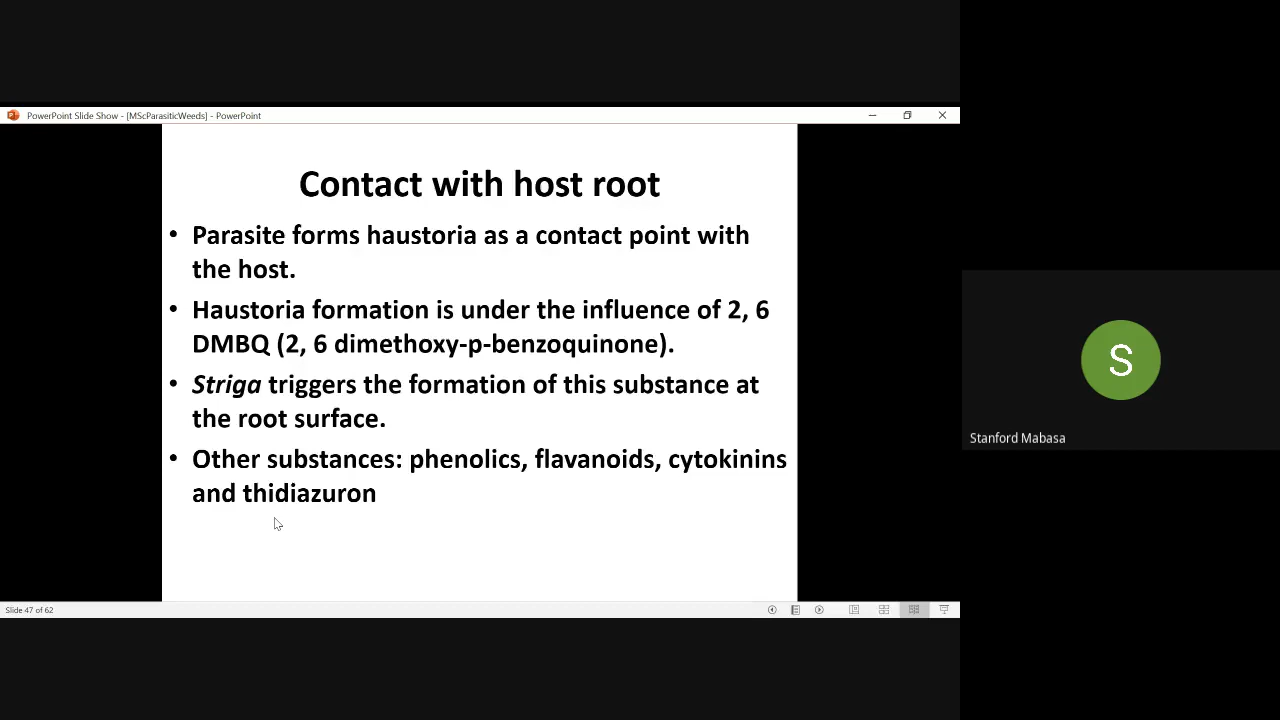 PowerPoint Slide Show - [MScParasiticWeeds] - PowerPoint
Contact with host root
• Parasite forms haustoria as a contact point with
the host.
• Haustoria formation is under the influence of 2, 6
DMBQ (2, 6 dimethoxy-p-benzoquinone).
• Striga triggers the formation of this substance at
the root surface.
• Other substances: phenolics, flavanoids, cytokinins
and thidiazuron
Slide 47 of 62
S
Stanford Mabasa